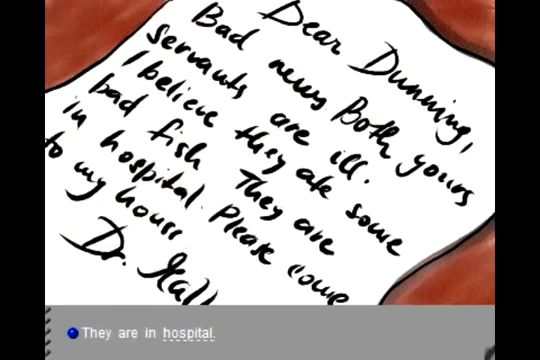 Dear Dunning,
Bad news Both yours
servants are ill.
I believe they ate some
bad fish They are
in hospital. Please come
to my house
Dr. Hall
They are in hospital.